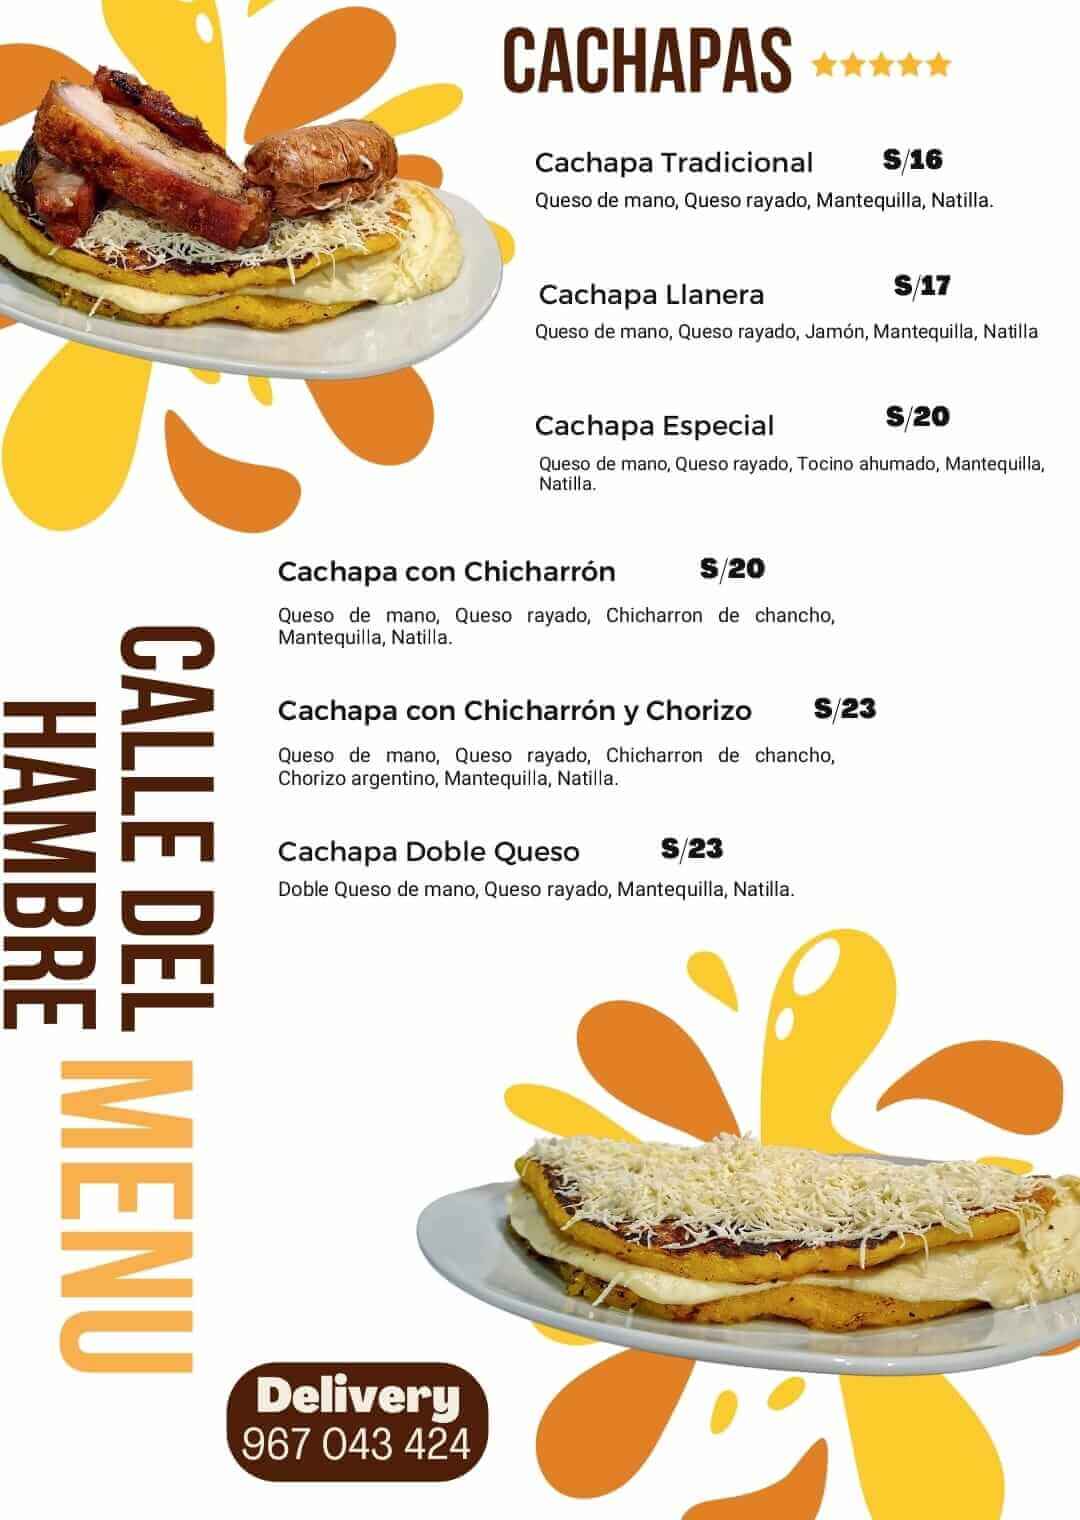 CACHAPAS
Cachapa Tradicional S/16
Queso de mano, Queso rayado, Mantequilla, Natilla.
Cachapa Llanera S/17
Queso de mano, Queso rayado, Jamón, Mantequilla, Natilla
Cachapa Especial S/20
Queso de mano, Queso rayado, Tocino ahumado, Mantequilla,
Natilla.
Cachapa con Chicharrón S/20
Queso de mano, Queso rayado, Chicharron de chancho,
Mantequilla, Natilla.
Cachapa con Chicharrón y Chorizo S/23
Queso de mano, Queso rayado, Chicharron de chancho,
Chorizo argentino, Mantequilla, Natilla.
Cachapa Doble Queso S/23
Doble Queso de mano, Queso rayado, Mantequilla, Natilla.
CALLE DEL
HAMBRE
MENU
Delivery
967 043 424